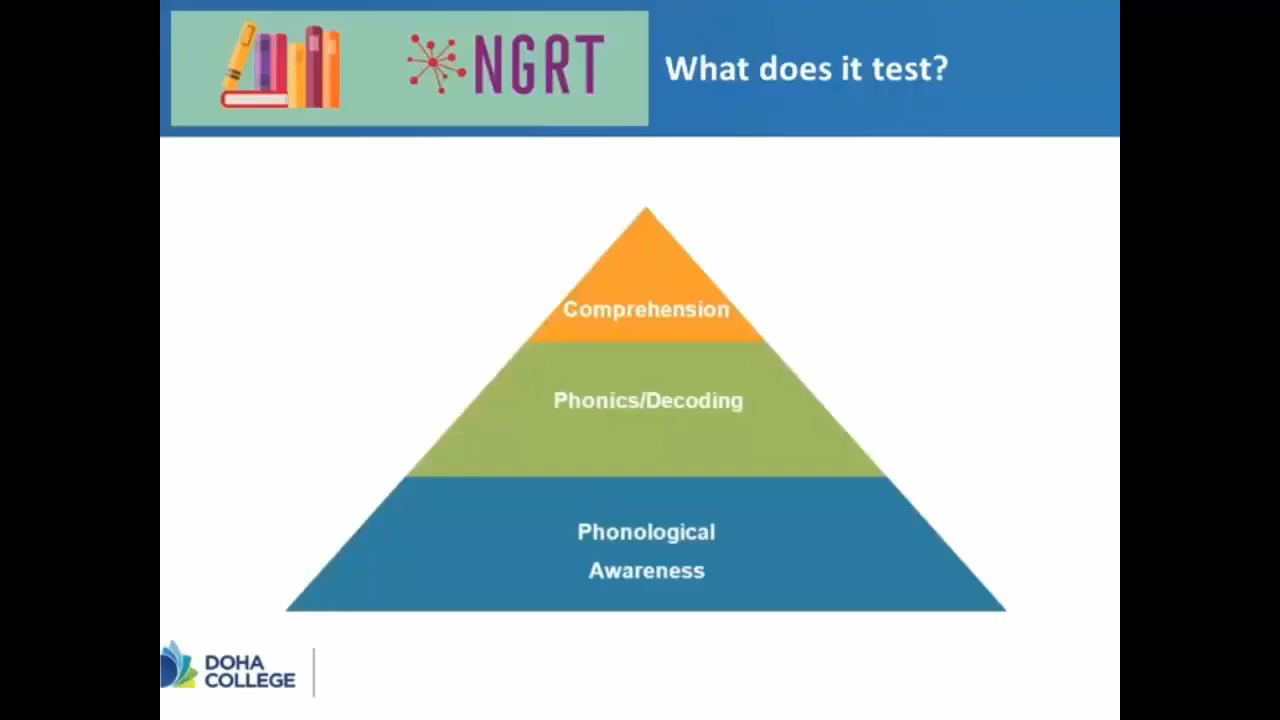 NGRT
What does it test?
Comprehension
Phonics/Decoding
Phonological
Awareness
DOHA
COLLEGE